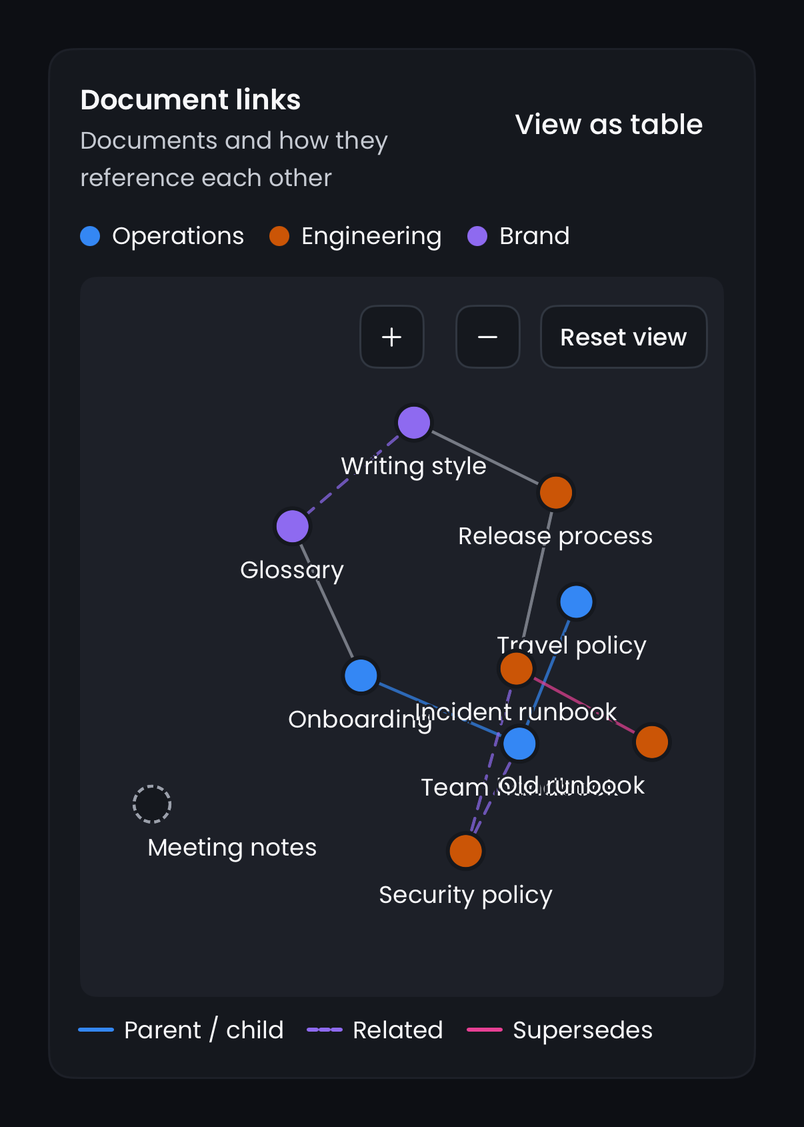 Document links
Documents and how they
reference each other
View as table
Operations
Engineering
Brand
+
−
Reset view
Writing style
Release process
Glossary
Travel policy
Incident runbook
Onboarding
Team
Old runbook
Meeting notes
Security policy
Parent / child
Related
Supersedes